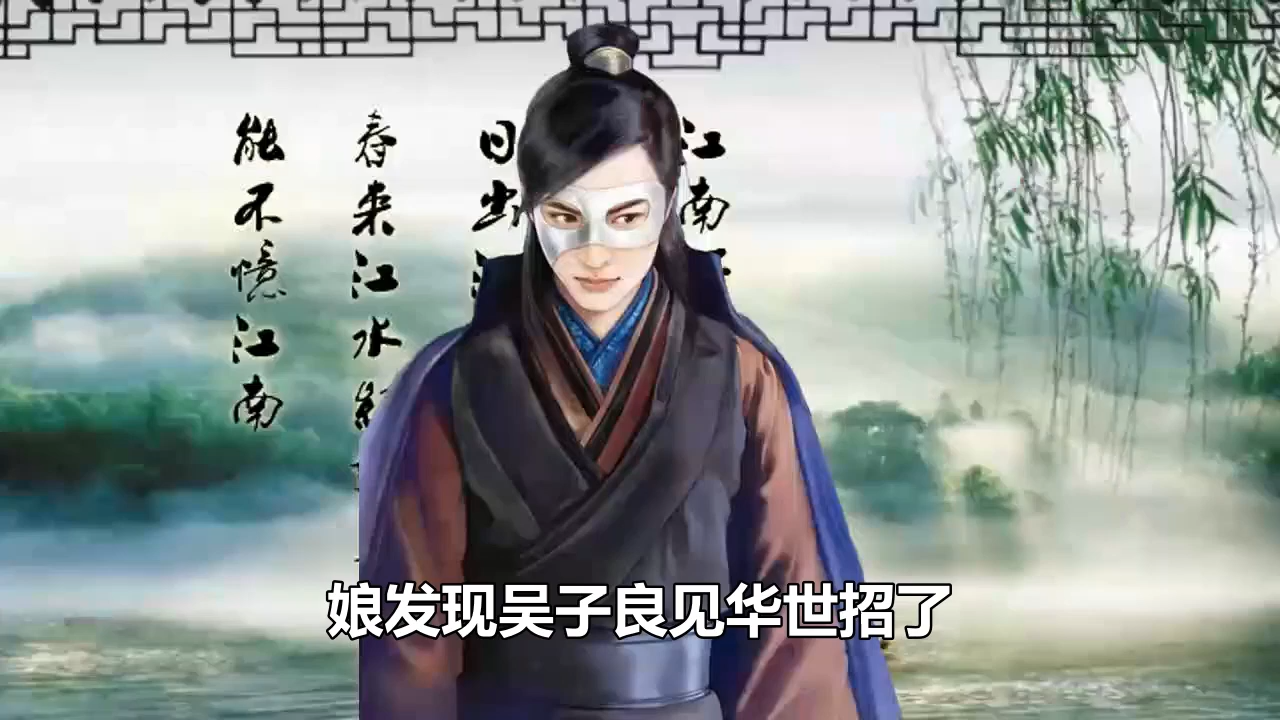 江南
日出江
春来江水
能不憶江南
娘发现吴子良见华世招了